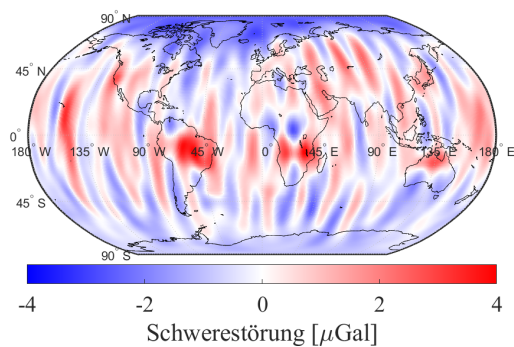 90° N
45° N
0°
180° W 135° W 90° W 45° W 0° 45° E 90° E 135° E 180° E
45° S
90° S
-4 -2 0 2 4
Schwerestörung [μGal]